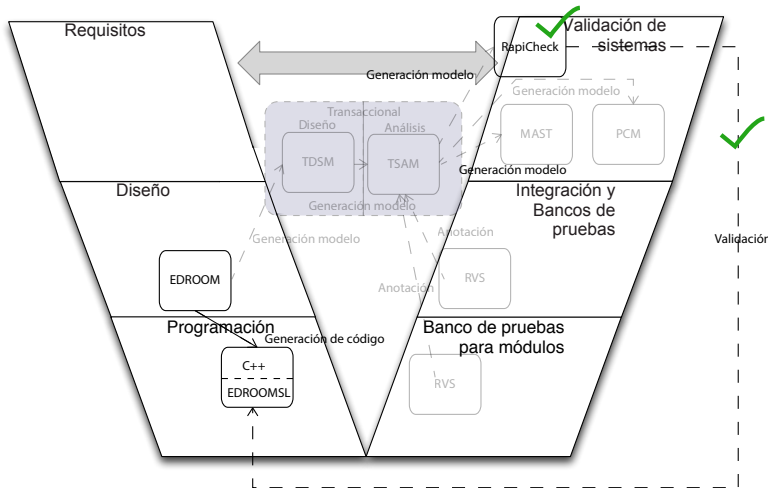 Requisitos
Validación de
sistemas
RapiCheck
Generación modelo
Generación modelo
Transaccional
Diseño
Análisis
TDSM
TSAM
MAST
PCM
Generación modelo
Diseño
Integración y
Bancos de
pruebas
Generación modelo
Generación modelo
Anotación
Validación
EDROOM
RVS
Anotación
Programación
Banco de pruebas
para módulos
Generación de código
C++
EDROOMSL
RVS